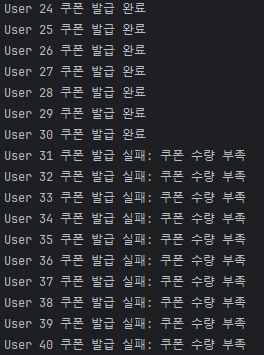 User 24 쿠폰 발급 완료
User 25 쿠폰 발급 완료
User 26 쿠폰 발급 완료
User 27 쿠폰 발급 완료
User 28 쿠폰 발급 완료
User 29 쿠폰 발급 완료
User 30 쿠폰 발급 완료
User 31 쿠폰 발급 실패: 쿠폰 수량 부족
User 32 쿠폰 발급 실패: 쿠폰 수량 부족
User 33 쿠폰 발급 실패: 쿠폰 수량 부족
User 34 쿠폰 발급 실패: 쿠폰 수량 부족
User 35 쿠폰 발급 실패: 쿠폰 수량 부족
User 36 쿠폰 발급 실패: 쿠폰 수량 부족
User 37 쿠폰 발급 실패: 쿠폰 수량 부족
User 38 쿠폰 발급 실패: 쿠폰 수량 부족
User 39 쿠폰 발급 실패: 쿠폰 수량 부족
User 40 쿠폰 발급 실패: 쿠폰 수량 부족